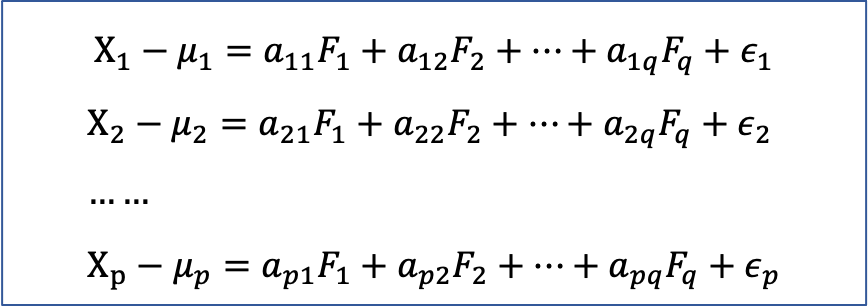 X₁ − μ₁ = a₁₁F₁ + a₁₂F₂ + ⋯ + a₁qFq + ϵ₁
X₂ − μ₂ = a₂₁F₁ + a₂₂F₂ + ⋯ + a₂qFq + ϵ₂
… …
Xₚ − μₚ = aₚ₁F₁ + aₚ₂F₂ + ⋯ + aₚqFq + ϵₚ